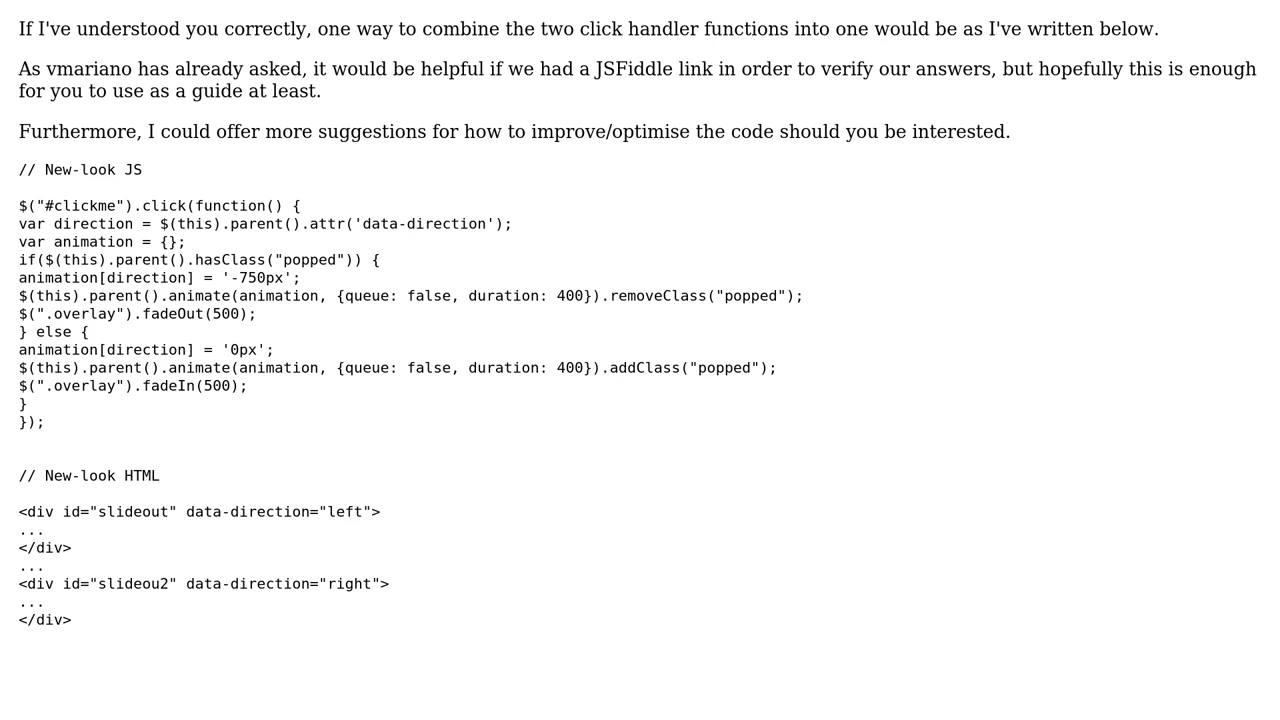 If I've understood you correctly, one way to combine the two click handler functions into one would be as I've written below.
As vmariano has already asked, it would be helpful if we had a JSFiddle link in order to verify our answers, but hopefully this is enough
for you to use as a guide at least.
Furthermore, I could offer more suggestions for how to improve/optimise the code should you be interested.
// New-look JS
$("#clickme").click(function() {
var direction = $(this).parent().attr('data-direction');
var animation = {};
if($(this).parent().hasClass("popped")) {
animation[direction] = '-750px';
$(this).parent().animate(animation, {queue: false, duration: 400}).removeClass("popped");
$(".overlay").fadeOut(500);
} else {
animation[direction] = '0px';
$(this).parent().animate(animation, {queue: false, duration: 400}).addClass("popped");
$(".overlay").fadeIn(500);
}
});
// New-look HTML
<div id="slideout" data-direction="left">
...
</div>
...
<div id="slideou2" data-direction="right">
...
</div>